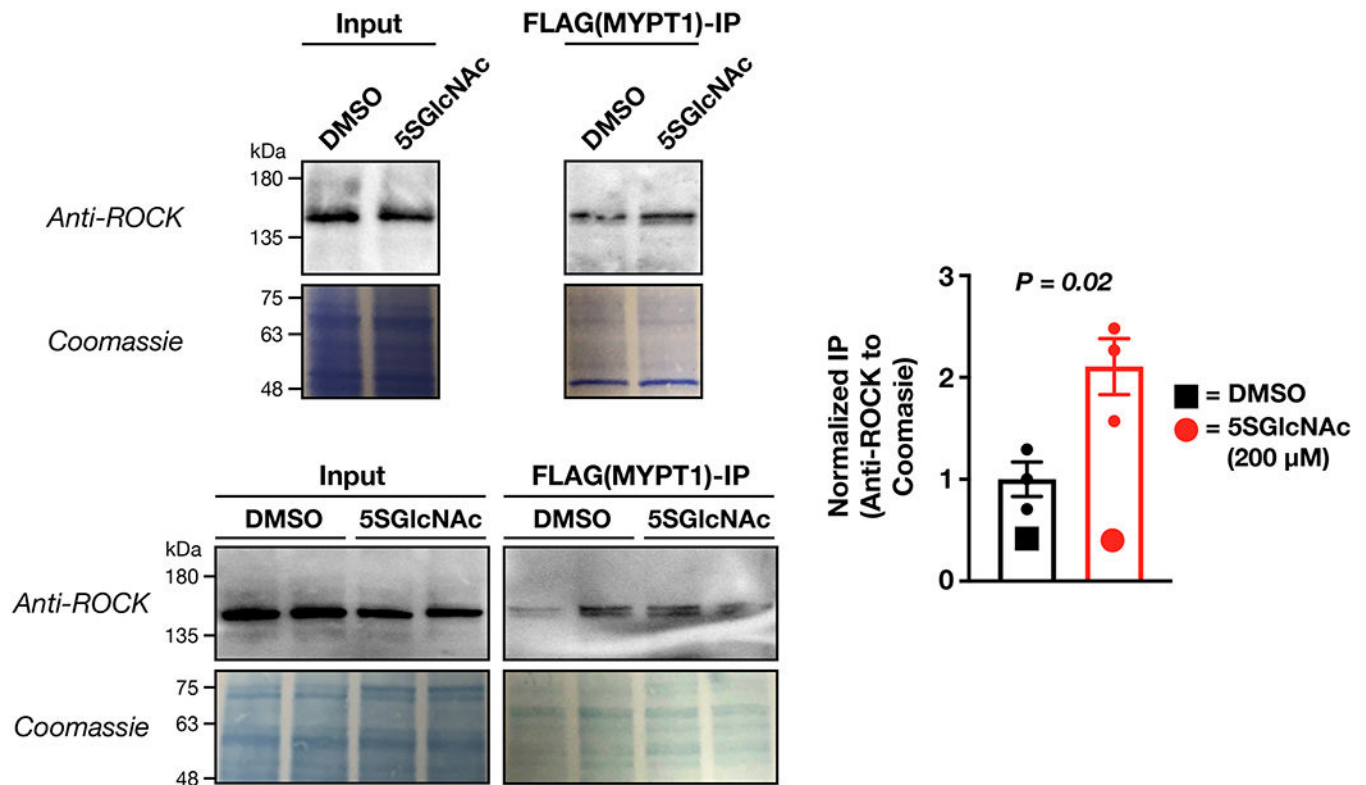 Input
FLAG(MYPT1)-IP
DMSO
5SGlcNAc
DMSO
5SGlcNAc
kDa
180
Anti-ROCK
135
75
Coomassie
63
48
Input
FLAG(MYPT1)-IP
DMSO
5SGlcNAc
DMSO
5SGlcNAc
kDa
180
Anti-ROCK
135
75
Coomassie
63
48
Normalized IP
(Anti-ROCK to
Coomasie)
3
2
1
0
P = 0.02
= DMSO
= 5SGlcNAc
(200 µM)